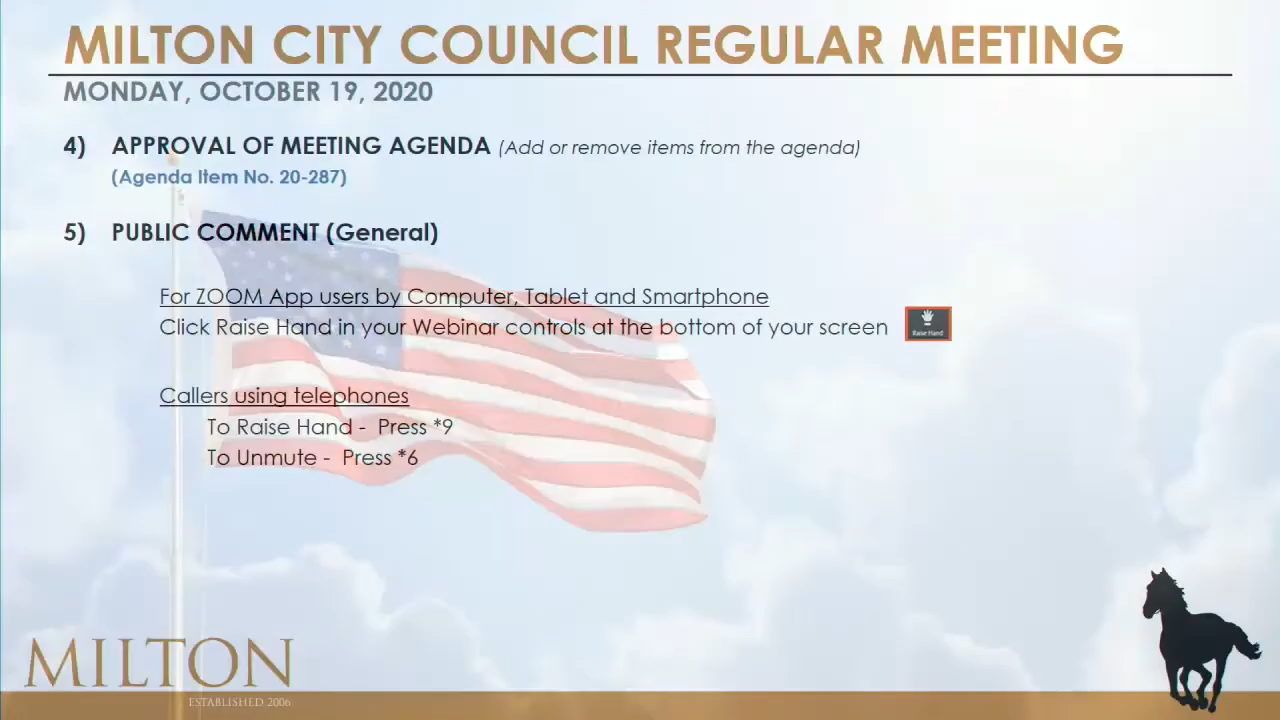 MILTON CITY COUNCIL REGULAR MEETING
MONDAY, OCTOBER 19, 2020
4) APPROVAL OF MEETING AGENDA (Add or remove items from the agenda)
(Agenda Item No. 20-287)
5) PUBLIC COMMENT (General)
For ZOOM App users by Computer, Tablet and Smartphone
Click Raise Hand in your Webinar controls at the bottom of your screen
Raise Hand
Callers using telephones
To Raise Hand - Press *9
To Unmute - Press *6
MILTON
ESTABLISHED 2006